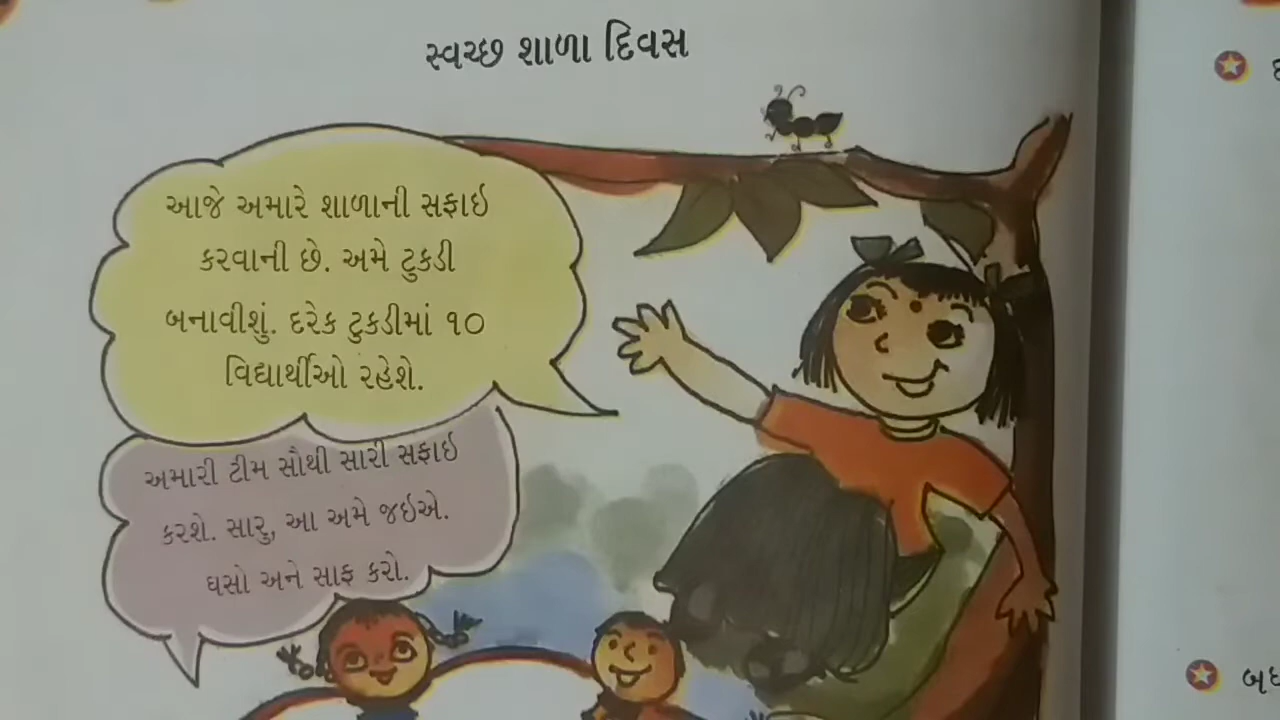 સ્વચ્છ શાળા દિવસ
આજે અમારે શાળાની સફાઇ
કરવાની છે. અમે ટુકડી
બનાવીશું. દરેક ટુકડીમાં ૧૦
વિદ્યાર્થીઓ રહેશે.
અમારી ટીમ સૌથી સારી સફાઇ
કરશે. સારુ, આ અમે જઇએ.
ઘસો અને સાફ કરો.